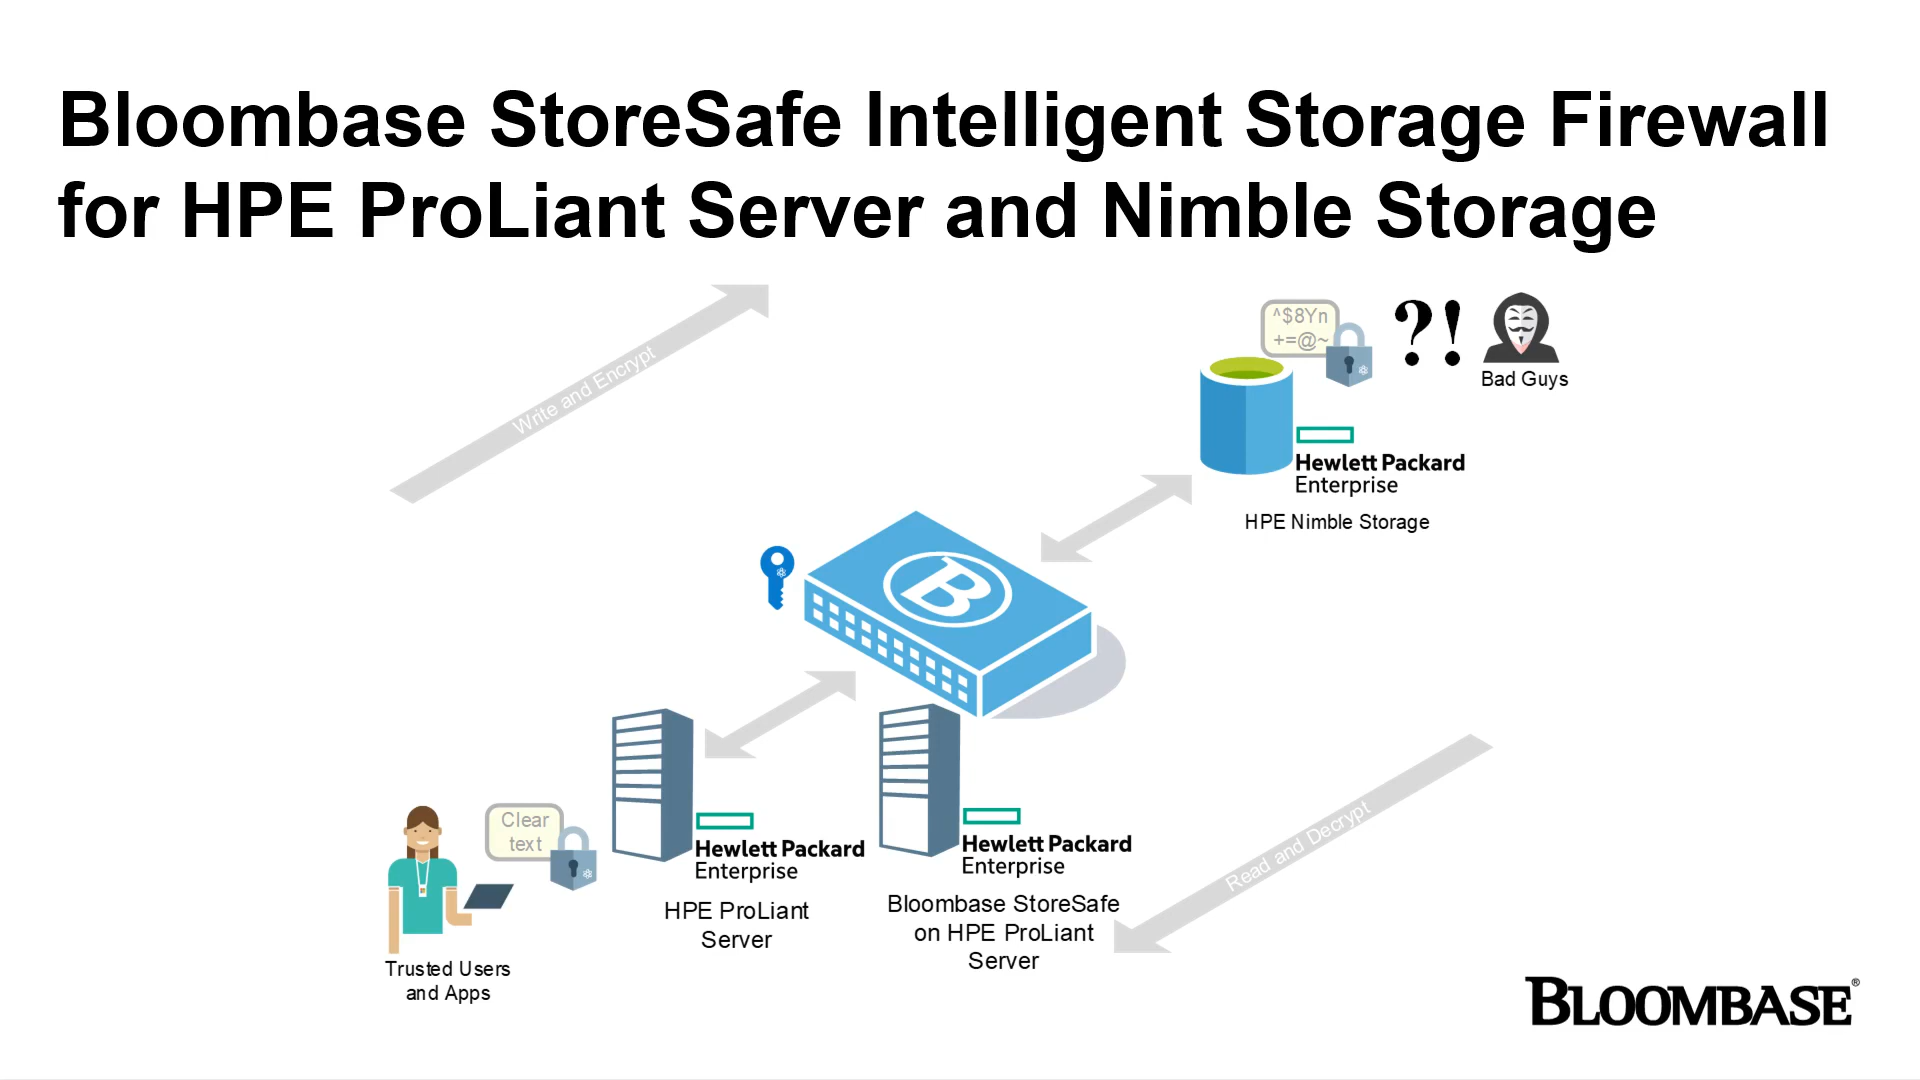 Bloombase StoreSafe Intelligent Storage Firewall
for HPE ProLiant Server and Nimble Storage
Write and Encrypt
^$8Yn
+=@~
?!
Bad Guys
Hewlett Packard
Enterprise
HPE Nimble Storage
B
Clear
text
Hewlett Packard
Enterprise
HPE ProLiant
Server
Hewlett Packard
Enterprise
Bloombase StoreSafe
on HPE ProLiant
Server
Read and Decrypt
Trusted Users
and Apps
BLOOMBASE®